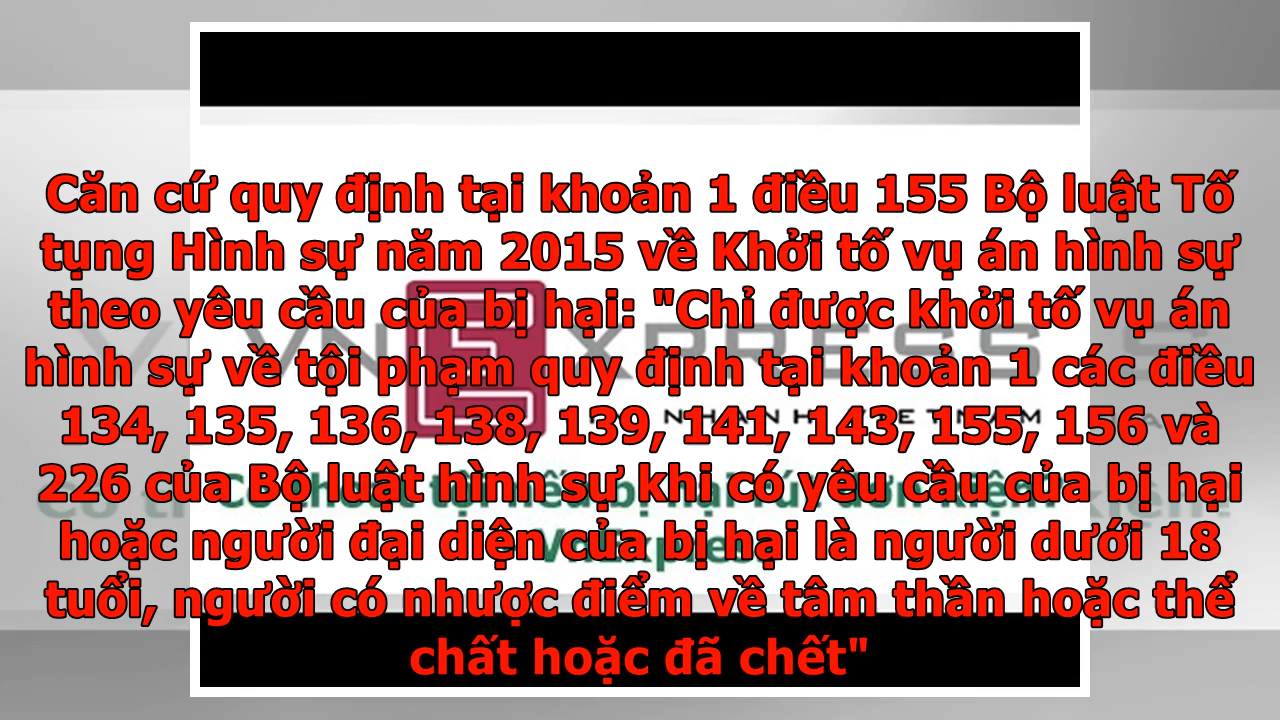 Căn cứ quy định tại khoản 1 điều 155 Bộ luật Tố
tụng Hình sự năm 2015 về Khởi tố vụ án hình sự
theo yêu cầu của bị hại: "Chỉ được khởi tố vụ án
hình sự về tội phạm quy định tại khoản 1 các điều
134, 135, 136, 138, 139, 141, 143, 155, 156 và
226 của Bộ luật hình sự khi có yêu cầu của bị hại
hoặc người đại diện của bị hại là người dưới 18
tuổi, người có nhược điểm về tâm thần hoặc thể
chất hoặc đã chết"
VNEXPRESS